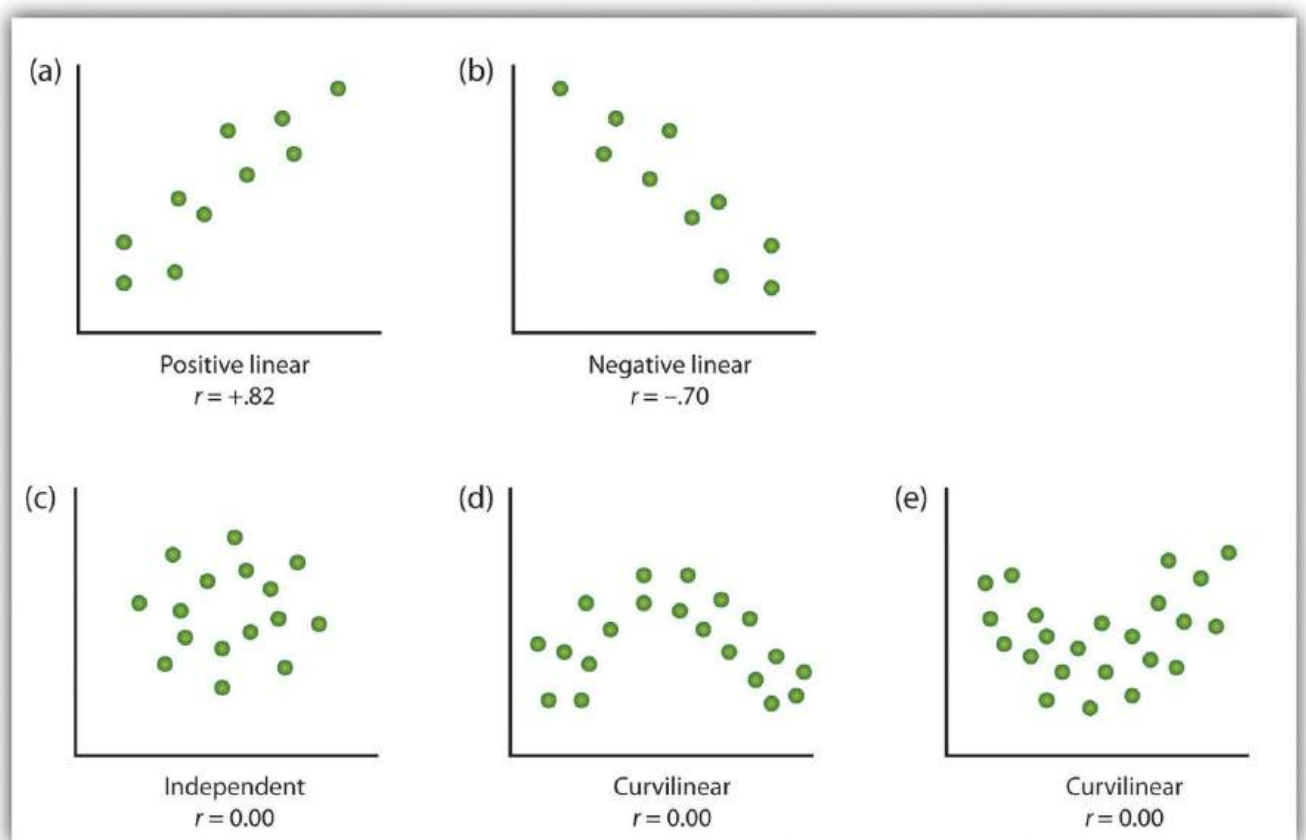 (a)
Positive linear
r = +.82
(b)
Negative linear
r = –.70
(c)
Independent
r = 0.00
(d)
Curvilinear
r = 0.00
(e)
Curvilinear
r = 0.00